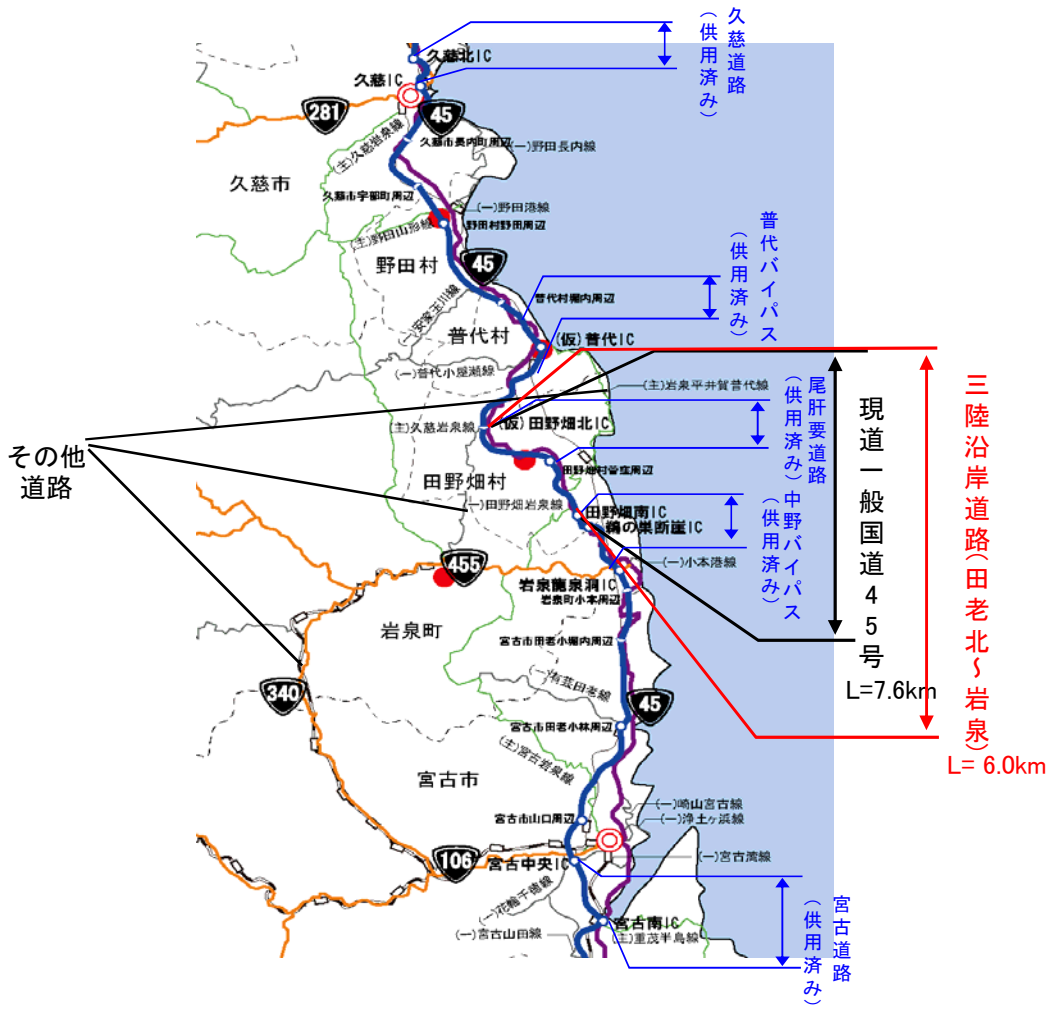 久慈道路
(供用済み)
久慈北IC
久慈IC
281
45
(主)久慈岩泉線
久慈市長内町周辺
(一)野田長内線
久慈市
久慈市宇部町周辺
(一)野田港線
(主)野田山形線
野田村野田周辺
野田村
45
普代バイパス
(供用済み)
(一)安家玉川線
普代村堀内周辺
普代村
(仮)普代IC
(一)普代小屋瀬線
(主)岩泉平井賀普代線
尾肝要道路
(供用済み)
その他
道路
(主)久慈岩泉線
(仮)田野畑北IC
田野畑村菅窪周辺
田野畑村
(一)田野畑岩泉線
田野畑南IC
鵜の巣断崖IC
中野バイパス
(供用済み)
現道一般国道45号
L=7.6km
三陸沿岸道路(田老北~岩泉)
L= 6.0km
455
(一)小本港線
岩泉龍泉洞IC
岩泉町小本周辺
岩泉町
宮古市田老小堀内周辺
(一)有芸田老線
340
45
宮古市田老小林周辺
(主)宮古岩泉線
宮古市
(一)崎山宮古線
(一)浄土ヶ浜線
宮古市山口周辺
106
宮古中央IC
(一)宮古湾線
(一)花輪千徳線
宮古南IC
(一)宮古山田線
(主)重茂半島線
宮古道路
(供用済み)